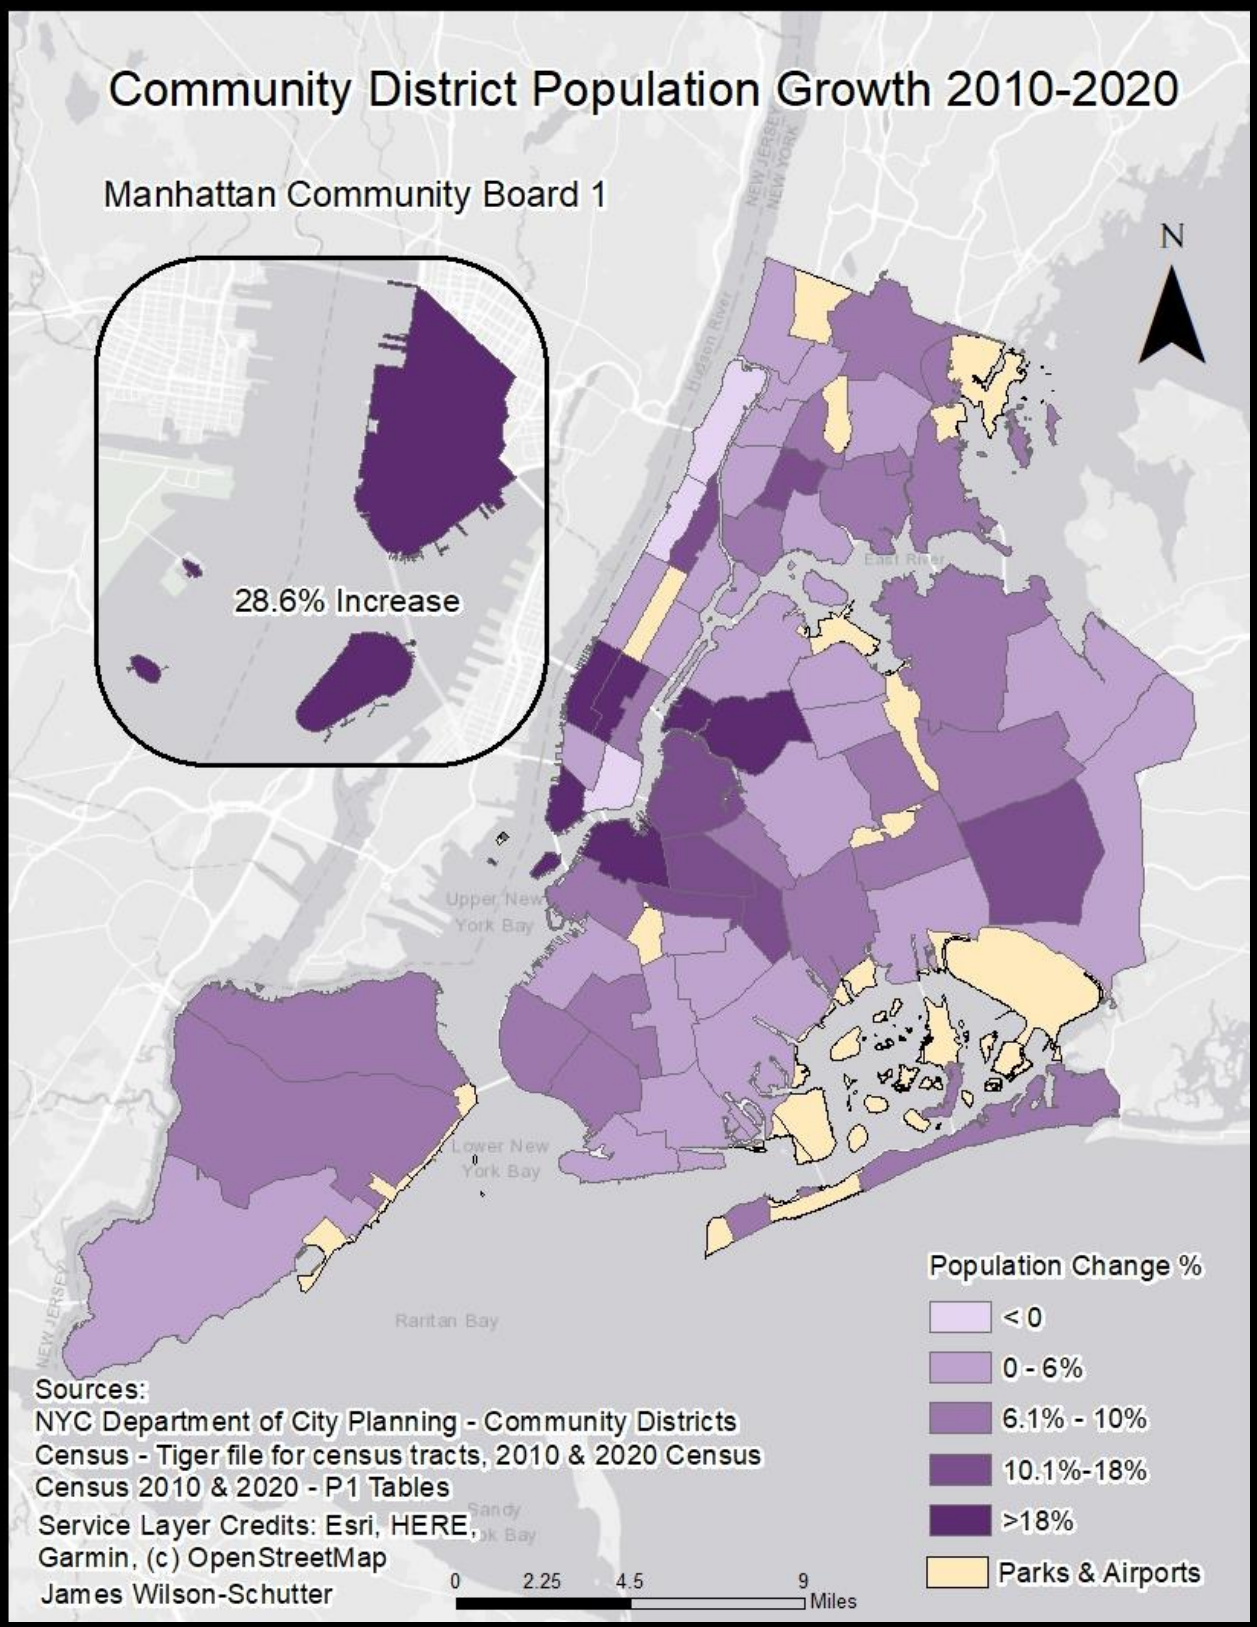 Community District Population Growth 2010-2020
NEW JERSEY
NEW YORK
Manhattan Community Board 1
N
Hudson River
East River
28.6% Increase
Upper New
York Bay
Lower New
York Bay
Population Change %
< 0
0 - 6%
6.1% - 10%
10.1%-18%
>18%
Parks & Airports
Raritan Bay
NEW JERSEY
Sources:
NYC Department of City Planning - Community Districts
Census - Tiger file for census tracts, 2010 & 2020 Census
Census 2010 & 2020 - P1 Tables
Sandy
Service Layer Credits: Esri, HERE,
ok Bay
Garmin, (c) OpenStreetMap
James Wilson-Schutter
0 2.25 4.5 9
Miles